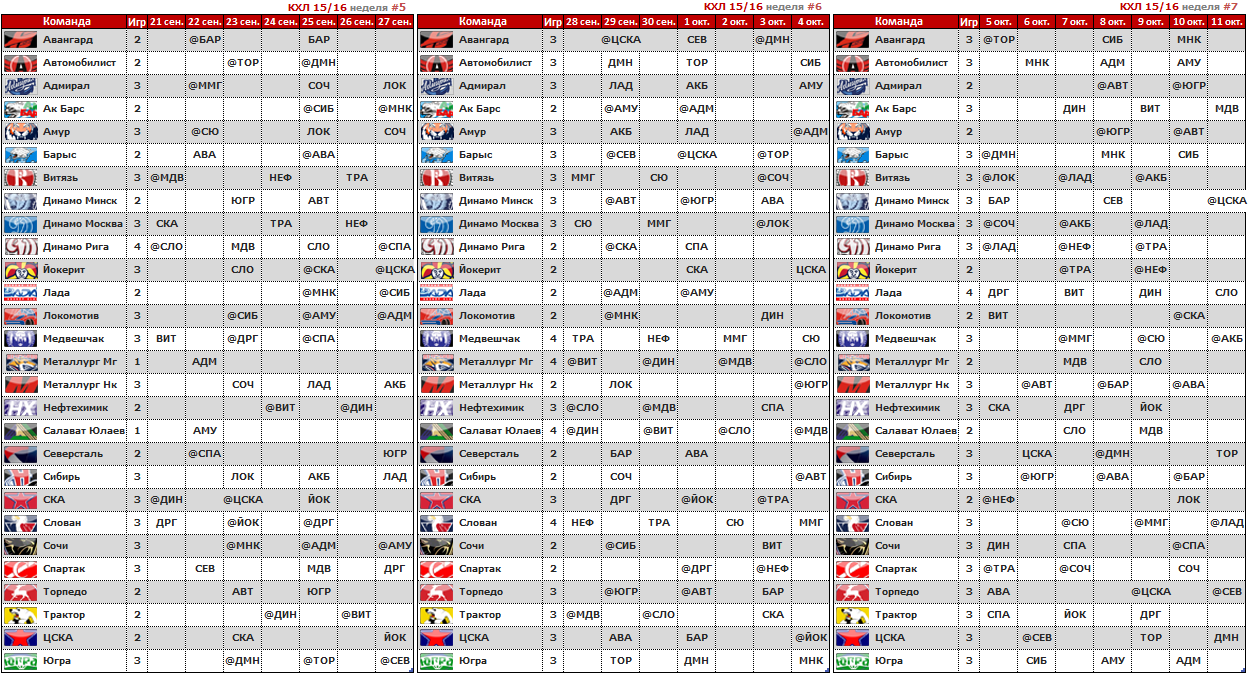 КХЛ 15/16 неделя #5
Команда Игр 21 сен. 22 сен. 23 сен. 24 сен. 25 сен. 26 сен. 27 сен.
Авангард 2 @БАР БАР
Автомобилист 2 @ТОР @ДМН
Адмирал 3 @ММГ СОЧ ЛОК
Ак Барс 2 @СИБ @МНК
Амур 3 @СЮ ЛОК СОЧ
Барыс 2 АВА @АВА
Витязь 3 @МДВ НЕФ ТРА
Динамо Минск 2 ЮГР АВТ
Динамо Москва 3 СКА ТРА НЕФ
Динамо Рига 4 @СЛО МДВ СЛО @СПА
Йокерит 3 СЛО @СКА @ЦСКА
Лада 2 @МНК @СИБ
Локомотив 3 @СИБ @АМУ @АДМ
Медвешчак 3 ВИТ @ДРГ @СПА
Металлург Мг 1 АДМ
Металлург Нк 3 СОЧ ЛАД АКБ
Нефтехимик 2 @ВИТ @ДИН
Салават Юлаев 1 АМУ
Северсталь 2 @СПА ЮГР
Сибирь 3 ЛОК АКБ ЛАД
СКА 3 @ДИН @ЦСКА ЙОК
Слован 3 ДРГ @ЙОК @ДРГ
Сочи 3 @МНК @АДМ @АМУ
Спартак 3 СЕВ МДВ ДРГ
Торпедо 2 АВТ ЮГР
Трактор 2 @ДИН @ВИТ
ЦСКА 2 СКА ЙОК
Югра 3 @ДМН @ТОР @СЕВ
КХЛ 15/16 неделя #6
Команда Игр 28 сен. 29 сен. 30 сен. 1 окт. 2 окт. 3 окт. 4 окт.
Авангард 3 @ЦСКА СЕВ @ДМН
Автомобилист 3 ДМН ТОР СИБ
Адмирал 3 ЛАД АКБ АМУ
Ак Барс 2 @АМУ @АДМ
Амур 3 АКБ ЛАД @АДМ
Барыс 3 @СЕВ @ЦСКА @ТОР
Витязь 3 ММГ СЮ @СОЧ
Динамо Минск 3 @АВТ @ЮГР АВА
Динамо Москва 3 СЮ ММГ @ЛОК
Динамо Рига 2 @СКА СПА
Йокерит 2 СКА ЦСКА
Лада 2 @АДМ @АМУ
Локомотив 2 @МНК ДИН
Медвешчак 4 ТРА НЕФ ММГ СЮ
Металлург Мг 4 @ВИТ @ДИН @МДВ @СЛО
Металлург Нк 2 ЛОК @ЮГР
Нефтехимик 3 @СЛО @МДВ СПА
Салават Юлаев 4 @ДИН @ВИТ @СЛО @МДВ
Северсталь 2 БАР АВА
Сибирь 2 СОЧ @АВТ
СКА 3 ДРГ @ЙОК @ТРА
Слован 4 НЕФ ТРА СЮ ММГ
Сочи 2 @СИБ ВИТ
Спартак 2 @ДРГ @НЕФ
Торпедо 3 @ЮГР @АВТ БАР
Трактор 3 @МДВ @СЛО СКА
ЦСКА 3 АВА БАР @ЙОК
Югра 3 ТОР ДМН МНК
КХЛ 15/16 неделя #7
Команда Игр 5 окт. 6 окт. 7 окт. 8 окт. 9 окт. 10 окт. 11 окт.
Авангард 3 @ТОР СИБ МНК
Автомобилист 3 МНК АДМ АМУ
Адмирал 2 @АВТ @ЮГР
Ак Барс 3 ДИН ВИТ МДВ
Амур 2 @ЮГР @АВТ
Барыс 3 @ДМН МНК СИБ
Витязь 3 @ЛОК @ЛАД @АКБ
Динамо Минск 3 БАР СЕВ @ЦСКА
Динамо Москва 3 @СОЧ @АКБ @ЛАД
Динамо Рига 3 @ЛАД @НЕФ @ТРА
Йокерит 2 @ТРА @НЕФ
Лада 4 ДРГ ВИТ ДИН СЛО
Локомотив 2 ВИТ @СКА
Медвешчак 3 @ММГ @СЮ @АКБ
Металлург Мг 2 МДВ СЛО
Металлург Нк 3 @АВТ @БАР @АВА
Нефтехимик 3 СКА ДРГ ЙОК
Салават Юлаев 2 СЛО МДВ
Северсталь 3 ЦСКА @ДМН ТОР
Сибирь 3 @ЮГР @АВА @БАР
СКА 2 @НЕФ ЛОК
Слован 3 @СЮ @ММГ @ЛАД
Сочи 3 ДИН СПА @СПА
Спартак 3 @ТРА @СОЧ СОЧ
Торпедо 3 АВА @ЦСКА @СЕВ
Трактор 3 СПА ЙОК ДРГ
ЦСКА 3 @СЕВ ТОР ДМН
Югра 3 СИБ АМУ АДМ